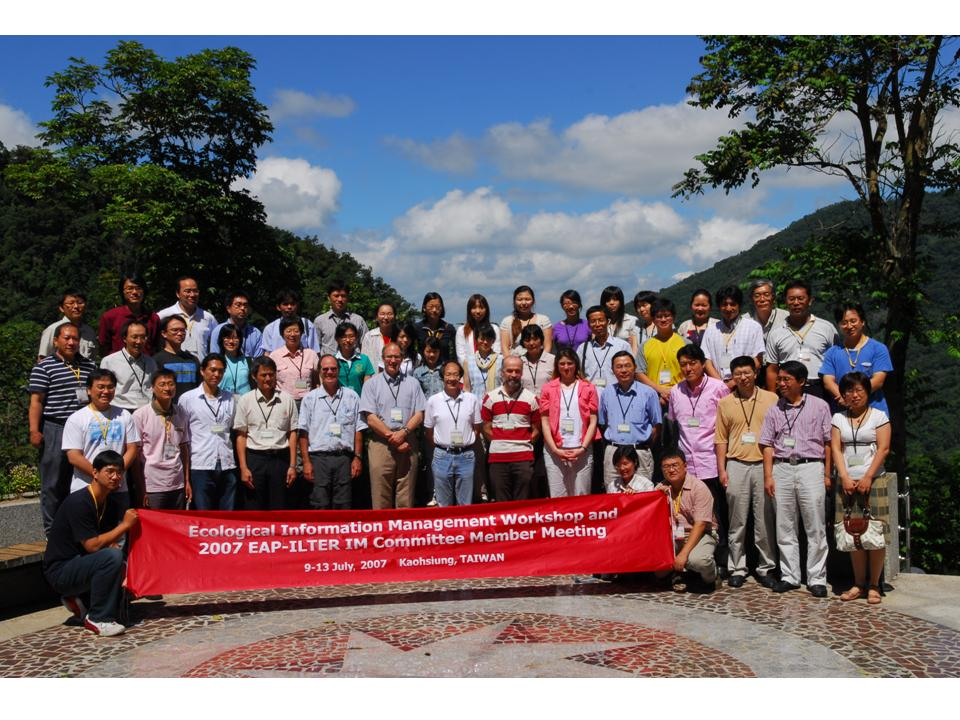 Ecological Information Management Workshop and
2007 EAP-ILTER IM Committee Member Meeting
9-13 July, 2007 Kaohsiung, TAIWAN